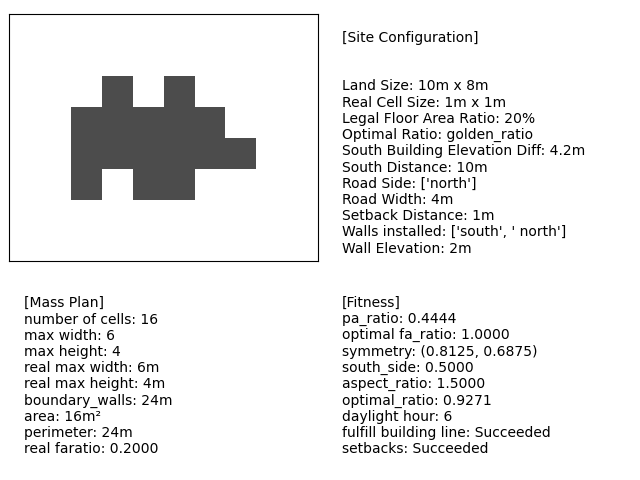 [Site Configuration]
Land Size: 10m x 8m
Real Cell Size: 1m x 1m
Legal Floor Area Ratio: 20%
Optimal Ratio: golden_ratio
South Building Elevation Diff: 4.2m
South Distance: 10m
Road Side: ['north']
Road Width: 4m
Setback Distance: 1m
Walls installed: ['south', ' north']
Wall Elevation: 2m
[Mass Plan]
number of cells: 16
max width: 6
max height: 4
real max width: 6m
real max height: 4m
boundary_walls: 24m
area: 16m²
perimeter: 24m
real faratio: 0.2000
[Fitness]
pa_ratio: 0.4444
optimal fa_ratio: 1.0000
symmetry: (0.8125, 0.6875)
south_side: 0.5000
aspect_ratio: 1.5000
optimal_ratio: 0.9271
daylight hour: 6
fulfill building line: Succeeded
setbacks: Succeeded